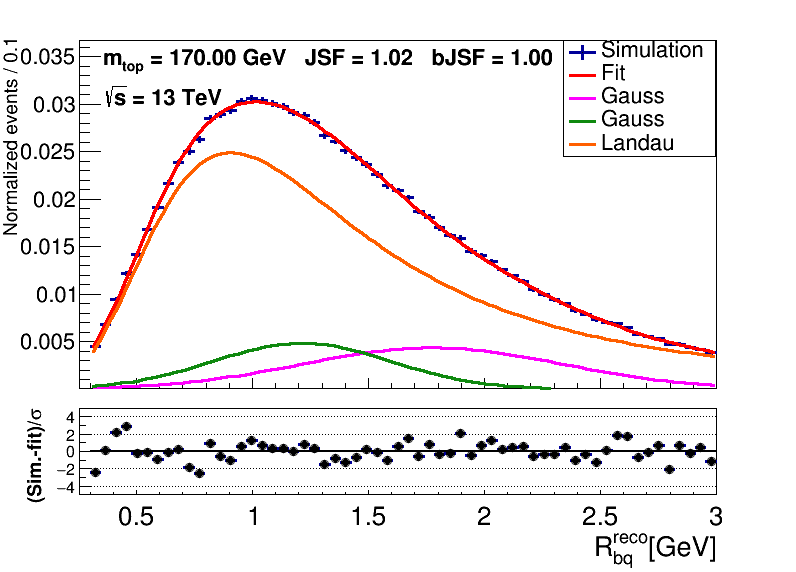 m_top = 170.00 GeV JSF = 1.02 bJSF = 1.00
√s = 13 TeV
Simulation
Fit
Gauss
Gauss
Landau
Normalized events / 0.1
0.035
0.03
0.025
0.02
0.015
0.01
0.005
(Sim.-fit)/σ
4
2
0
−2
−4
0.5 1 1.5 2 2.5 3
R_bq^reco[GeV]